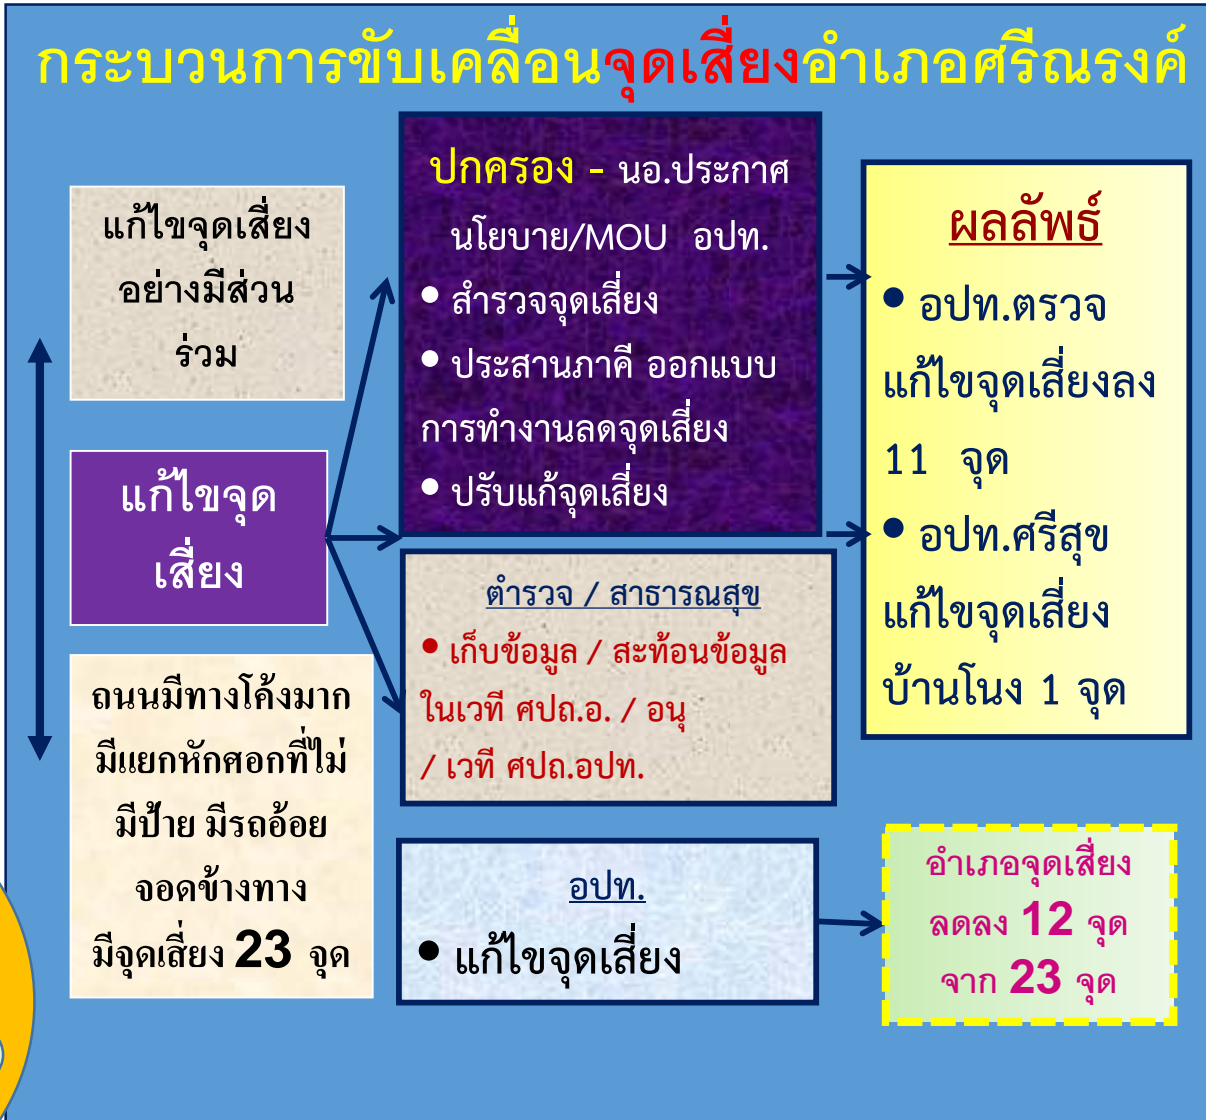 กระบวนการขับเคลื่อนจุดเสี่ยงอำเภอศรีณรงค์
แก้ไขจุดเสี่ยง
อย่างมีส่วน
ร่วม
แก้ไขจุด
เสี่ยง
ถนนมีทางโค้งมาก
มีแยกหักศอกที่ไม่
มีป้าย มีรถอ้อย
จอดข้างทาง
มีจุดเสี่ยง 23 จุด
ปกครอง - นอ.ประกาศ
นโยบาย/MOU อปท.
• สำรวจจุดเสี่ยง
• ประสานภาคี ออกแบบ
การทำงานลดจุดเสี่ยง
• ปรับแก้จุดเสี่ยง
ตำรวจ / สาธารณสุข
• เก็บข้อมูล / สะท้อนข้อมูล
ในเวที ศปถ.อ. / อนุ
/ เวที ศปถ.อปท.
อปท.
• แก้ไขจุดเสี่ยง
ผลลัพธ์
• อปท.ตรวจ
แก้ไขจุดเสี่ยงลง
11 จุด
• อปท.ศรีสุข
แก้ไขจุดเสี่ยง
บ้านโนง 1 จุด
อำเภอจุดเสี่ยง
ลดลง 12 จุด
จาก 23 จุด